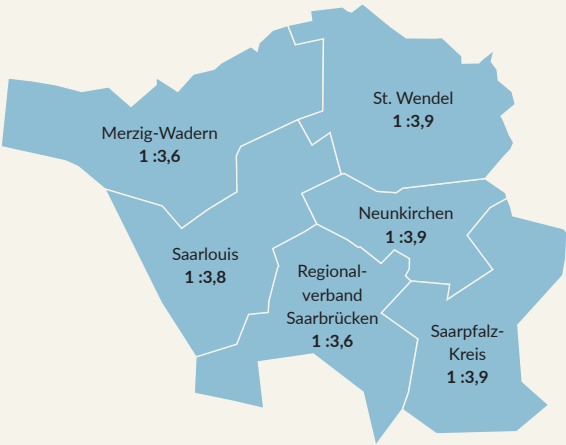 St. Wendel
1 :3,9
Merzig-Wadern
1 :3,6
Neunkirchen
1 :3,9
Saarlouis
1 :3,8
Regional-
verband
Saarbrücken
1 :3,6
Saarpfalz-
Kreis
1 :3,9